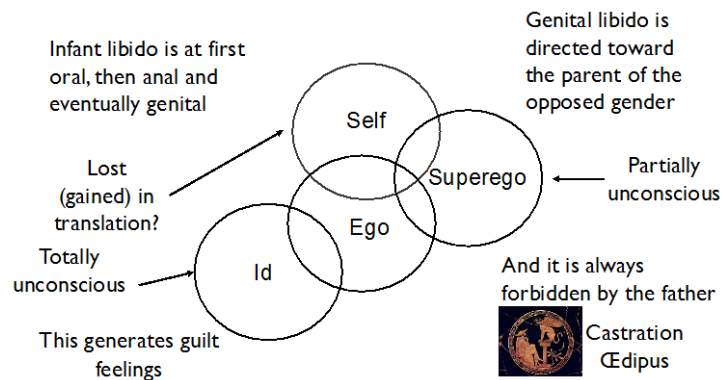 Infant libido is at first
oral, then anal and
eventually genital
Genital libido is
directed toward
the parent of the
opposed gender
Self
Lost
(gained) in
translation?
Superego
Partially
unconscious
Ego
Totally
unconscious
Id
And it is always
forbidden by the father
Castration
Œdipus
This generates guilt
feelings